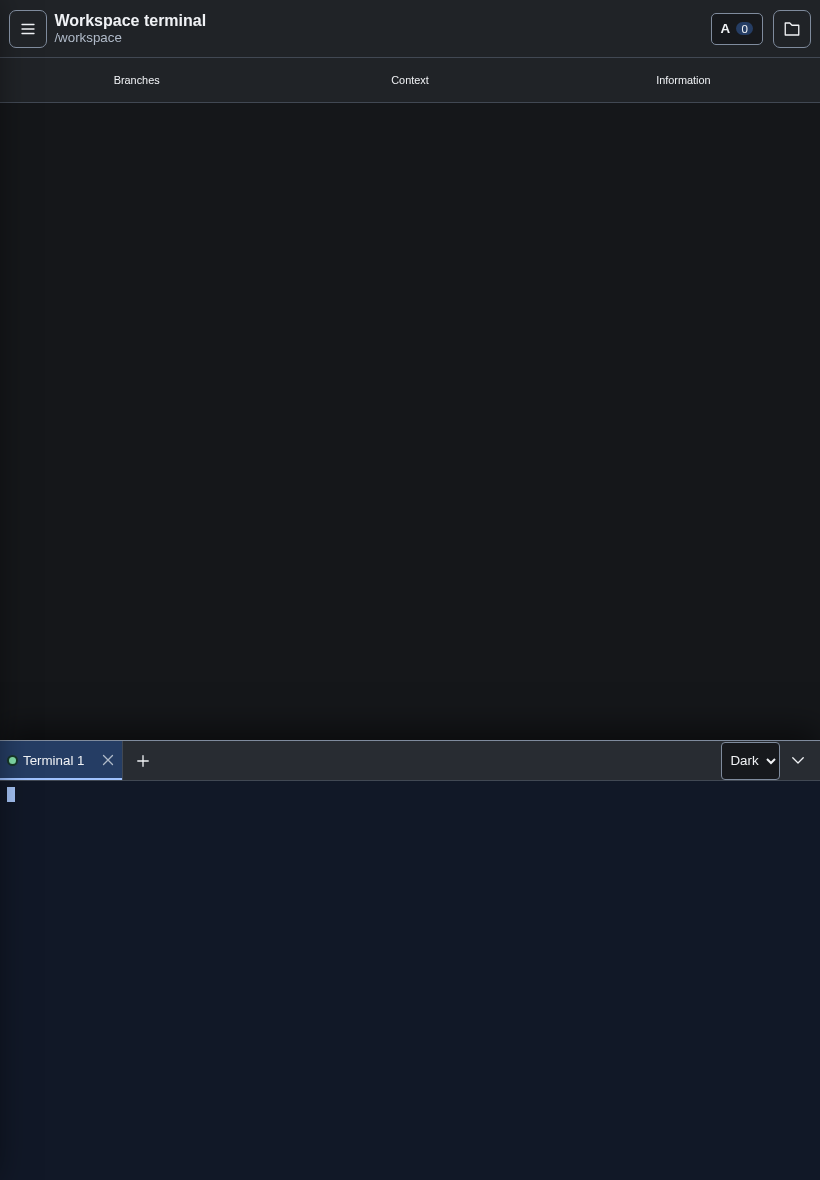 Workspace terminal
/workspace
A 0
Branches Context Information
Terminal 1
Dark